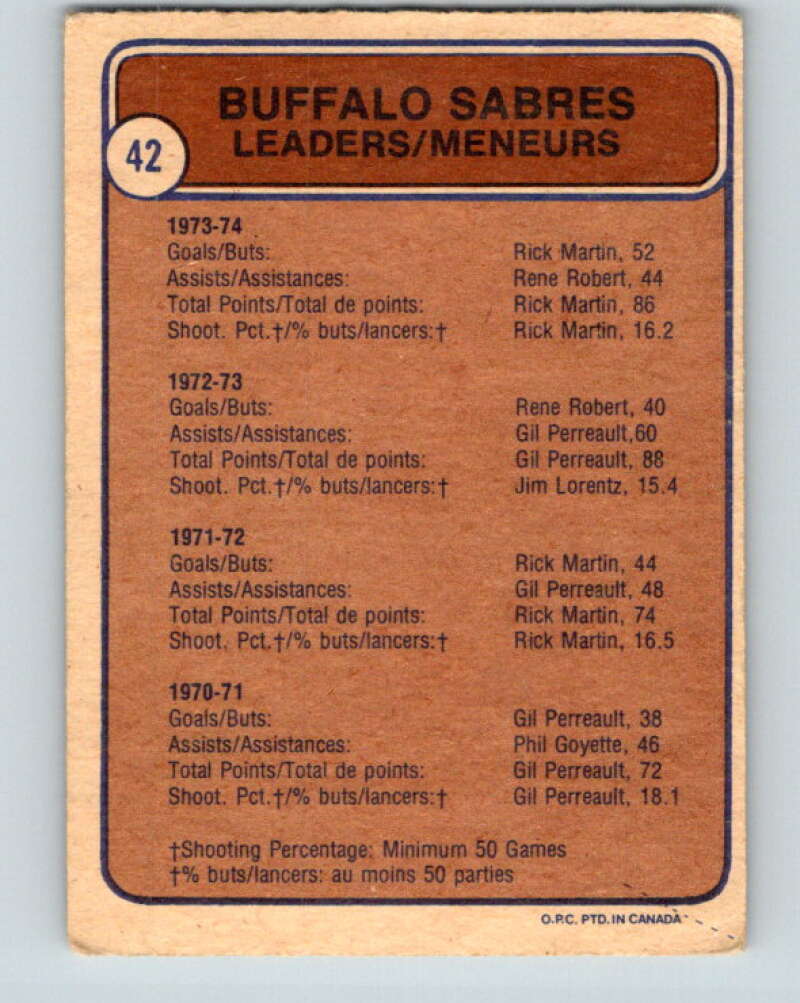 BUFFALO SABRES
LEADERS/MENEURS
42
1973-74
Goals/Buts: Rick Martin, 52
Assists/Assistances: Rene Robert, 44
Total Points/Total de points: Rick Martin, 86
Shoot. Pct.†/% buts/lancers:† Rick Martin, 16.2
1972-73
Goals/Buts: Rene Robert, 40
Assists/Assistances: Gil Perreault,60
Total Points/Total de points: Gil Perreault, 88
Shoot. Pct.†/% buts/lancers:† Jim Lorentz, 15.4
1971-72
Goals/Buts: Rick Martin, 44
Assists/Assistances: Gil Perreault, 48
Total Points/Total de points: Rick Martin, 74
Shoot. Pct.†/% buts/lancers:† Rick Martin, 16.5
1970-71
Goals/Buts: Gil Perreault, 38
Assists/Assistances: Phil Goyette, 46
Total Points/Total de points: Gil Perreault, 72
Shoot. Pct.†/% buts/lancers:† Gil Perreault, 18.1
†Shooting Percentage: Minimum 50 Games
†% buts/lancers: au moins 50 parties
O.P.C. PTD. IN CANADA